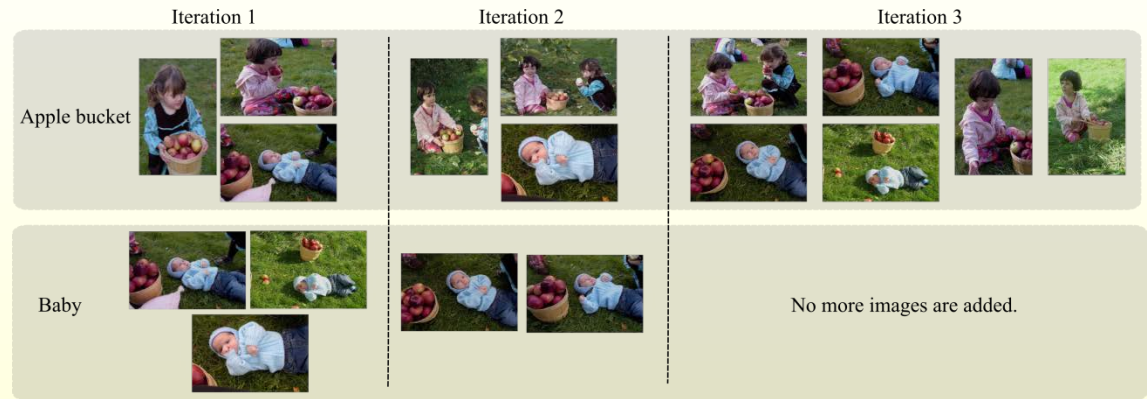 Iteration 1
Iteration 2
Iteration 3
Apple bucket
Baby
No more images are added.